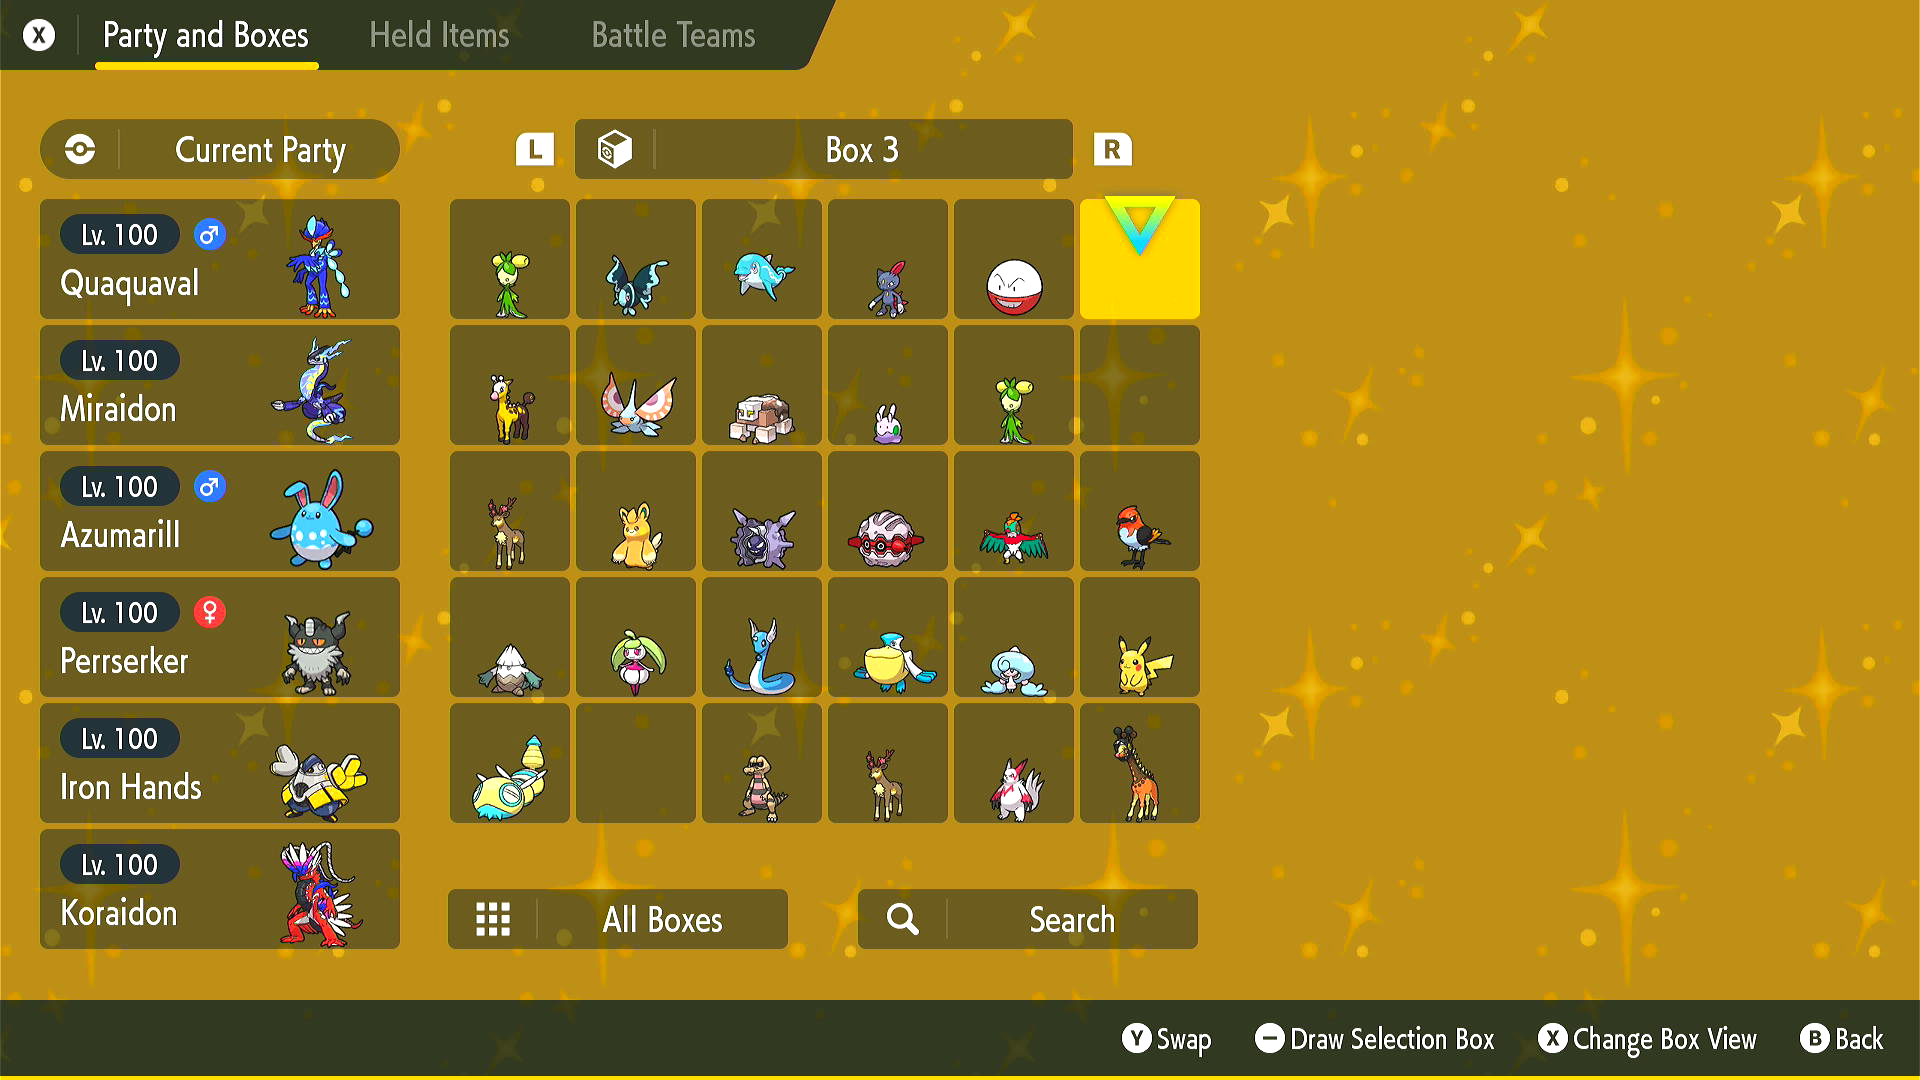 X Party and Boxes Held Items Battle Teams
Current Party
L Box 3 R
Lv. 100 ♂
Quaquaval
Lv. 100
Miraidon
Lv. 100 ♂
Azumarill
Lv. 100 ♀
Perrserker
Lv. 100
Iron Hands
Lv. 100
Koraidon
All Boxes Search
Y Swap − Draw Selection Box X Change Box View B Back